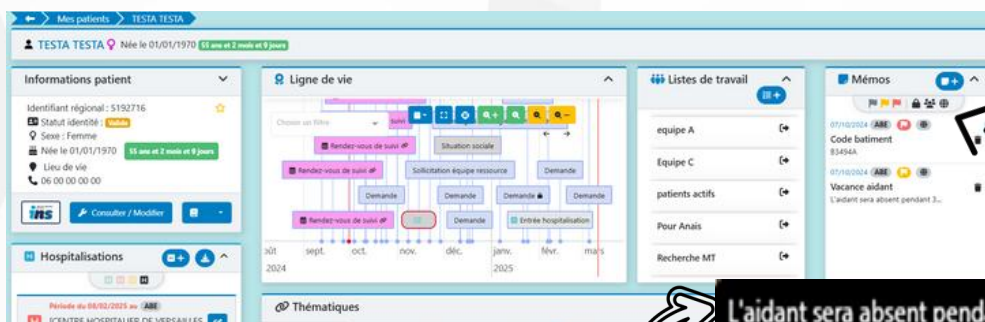 Mes patients
TESTA TESTA
TESTA TESTA Née le 01/01/1970 55 ans et 2 mois et 9 jours
Informations patient
Identifiant régional : 5192716
Statut identité : Valide
Sexe : Femme
Née le 01/01/1970 55 ans et 2 mois et 9 jours
Lieu de vie
06 00 00 00 00
ins
Consulter / Modifier
Hospitalisations
Période du 08/02/2025 au ABE
CENTRE HOSPITALIER DE VERSAILLES
Ligne de vie
Choisir un filtre
suivi
Rendez-vous de suivi
Situation sociale
Rendez-vous de suivi
Sollicitation équipe ressource
Demande
Demande
Demande
Demande
Demande
Rendez-vous de suivi
Demande
Entrée hospitalisation
sept. oct. nov. déc. janv. févr. mars
2024 2025
Thématiques
Listes de travail
equipe A
Equipe C
patients actifs
Pour Anais
Recherche MT
Mémos
07/10/2024 ABE
Code batiment
83494A
07/10/2024 ABE
Vacance aidant
L'aidant sera absent pendant 3...
L'aidant sera absent penda